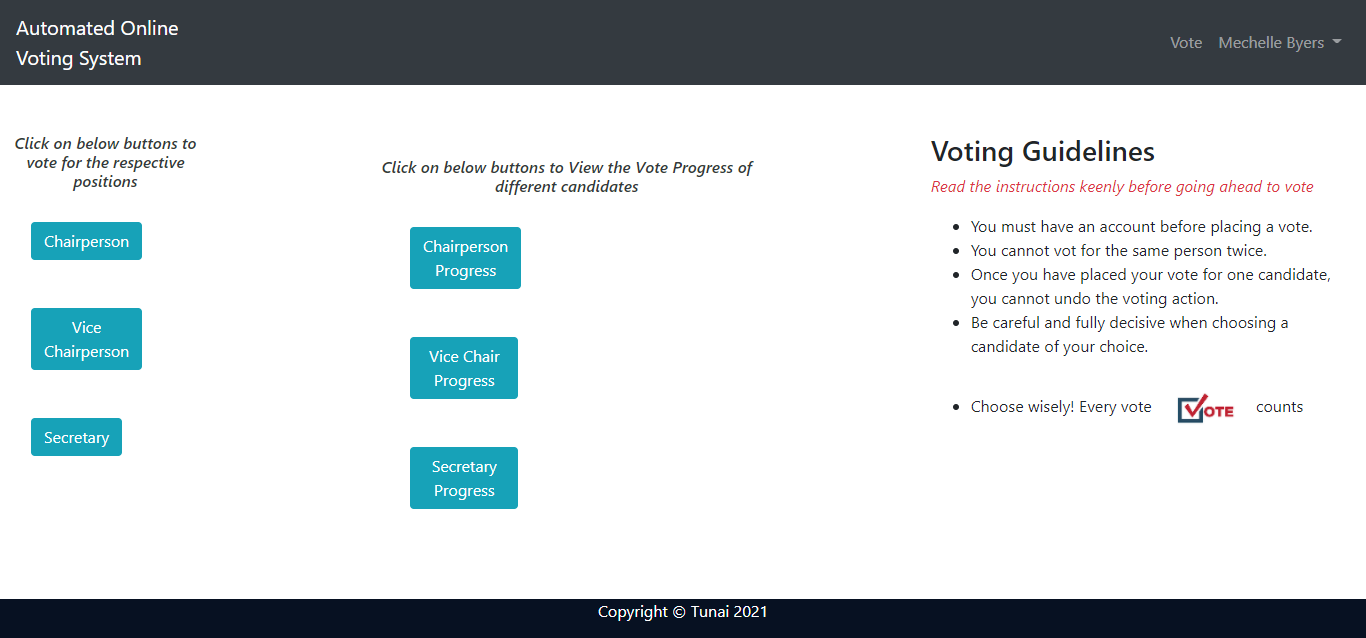 Automated Online
Voting System
Vote
Mechelle Byers
Click on below buttons to
vote for the respective
positions
Chairperson
Vice
Chairperson
Secretary
Click on below buttons to View the Vote Progress of
different candidates
Chairperson
Progress
Vice Chair
Progress
Secretary
Progress
Voting Guidelines
Read the instructions keenly before going ahead to vote
You must have an account before placing a vote.
You cannot vot for the same person twice.
Once you have placed your vote for one candidate,
you cannot undo the voting action.
Be careful and fully decisive when choosing a
candidate of your choice.
Choose wisely! Every vote VOTE counts
Copyright © Tunai 2021